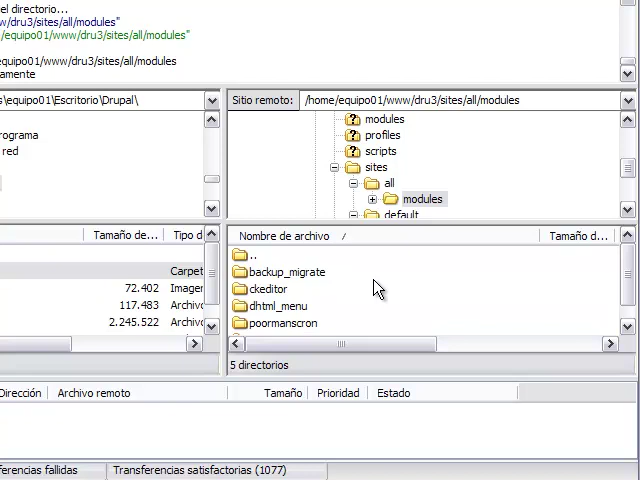 el directorio...
w/dru3/sites/all/modules"
/equipo01/www/dru3/sites/all/modules"
equipo01/www/dru3/sites/all/modules
amente
s\equipo01\Escritorio\Drupal\
Sitio remoto: /home/equipo01/www/dru3/sites/all/modules
rograma
red
modules
profiles
scripts
sites
all
modules
default
Tamaño de... Tipo d
Carpet
72.402 Imager
117.483 Archivo
2.245.522 Archivo
Nombre de archivo / Tamaño d...
..
backup_migrate
ckeditor
dhtml_menu
poormanscron
5 directorios
Dirección Archivo remoto Tamaño Prioridad Estado
ferencias fallidas Transferencias satisfactorias (1077)